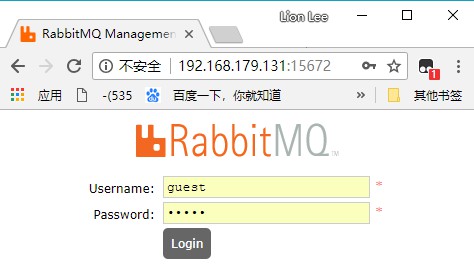 Lion Lee
RabbitMQ Managemen
不安全 192.168.179.131:15672
1
应用 -(535 百度一下，你就知道 » 其他书签
RabbitMQ TM
Username: guest *
Password: ••••• *
Login